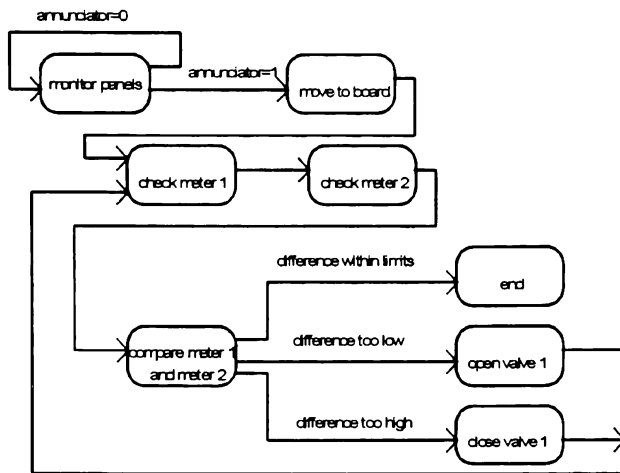 annunciator=0
monitor panels
annunciator=1
move to board
check meter 1
check meter 2
difference within limits
end
compare meter 1
and meter 2
difference too low
open valve 1
difference too high
close valve 1